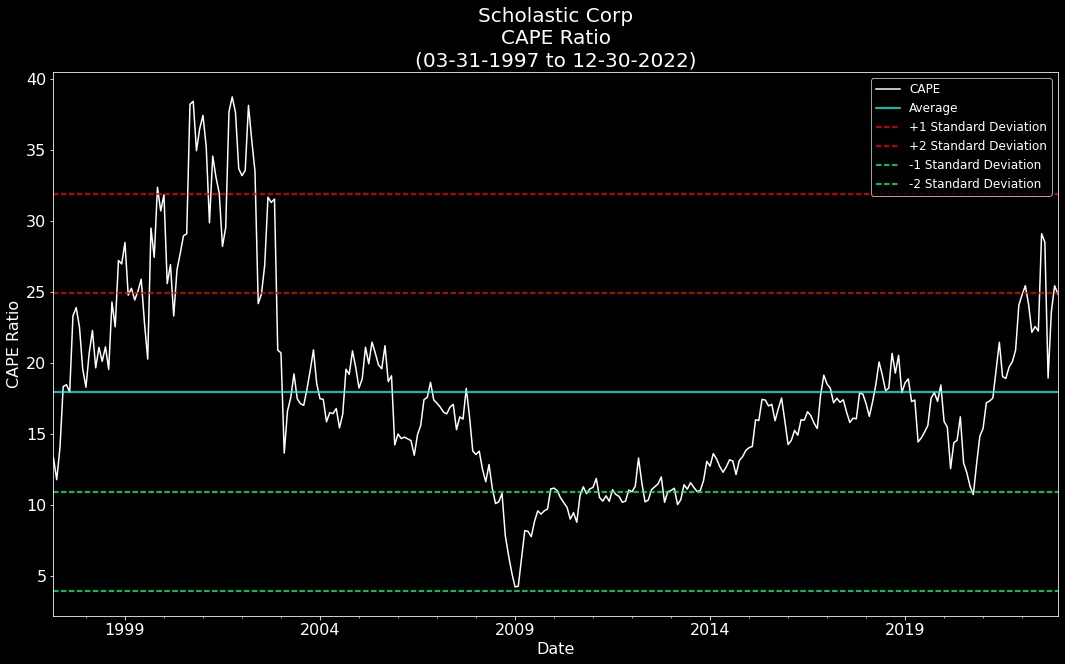 Scholastic Corp
CAPE Ratio
(03-31-1997 to 12-30-2022)
40
35
30
25
20
15
10
5
CAPE Ratio
CAPE
Average
+1 Standard Deviation
+2 Standard Deviation
-1 Standard Deviation
-2 Standard Deviation
1999
2004
2009
2014
2019
Date